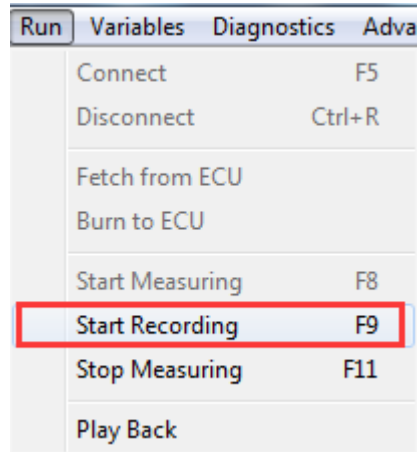 Run Variables Diagnostics Adva
Connect F5
Disconnect Ctrl+R
Fetch from ECU
Burn to ECU
Start Measuring F8
Start Recording F9
Stop Measuring F11
Play Back